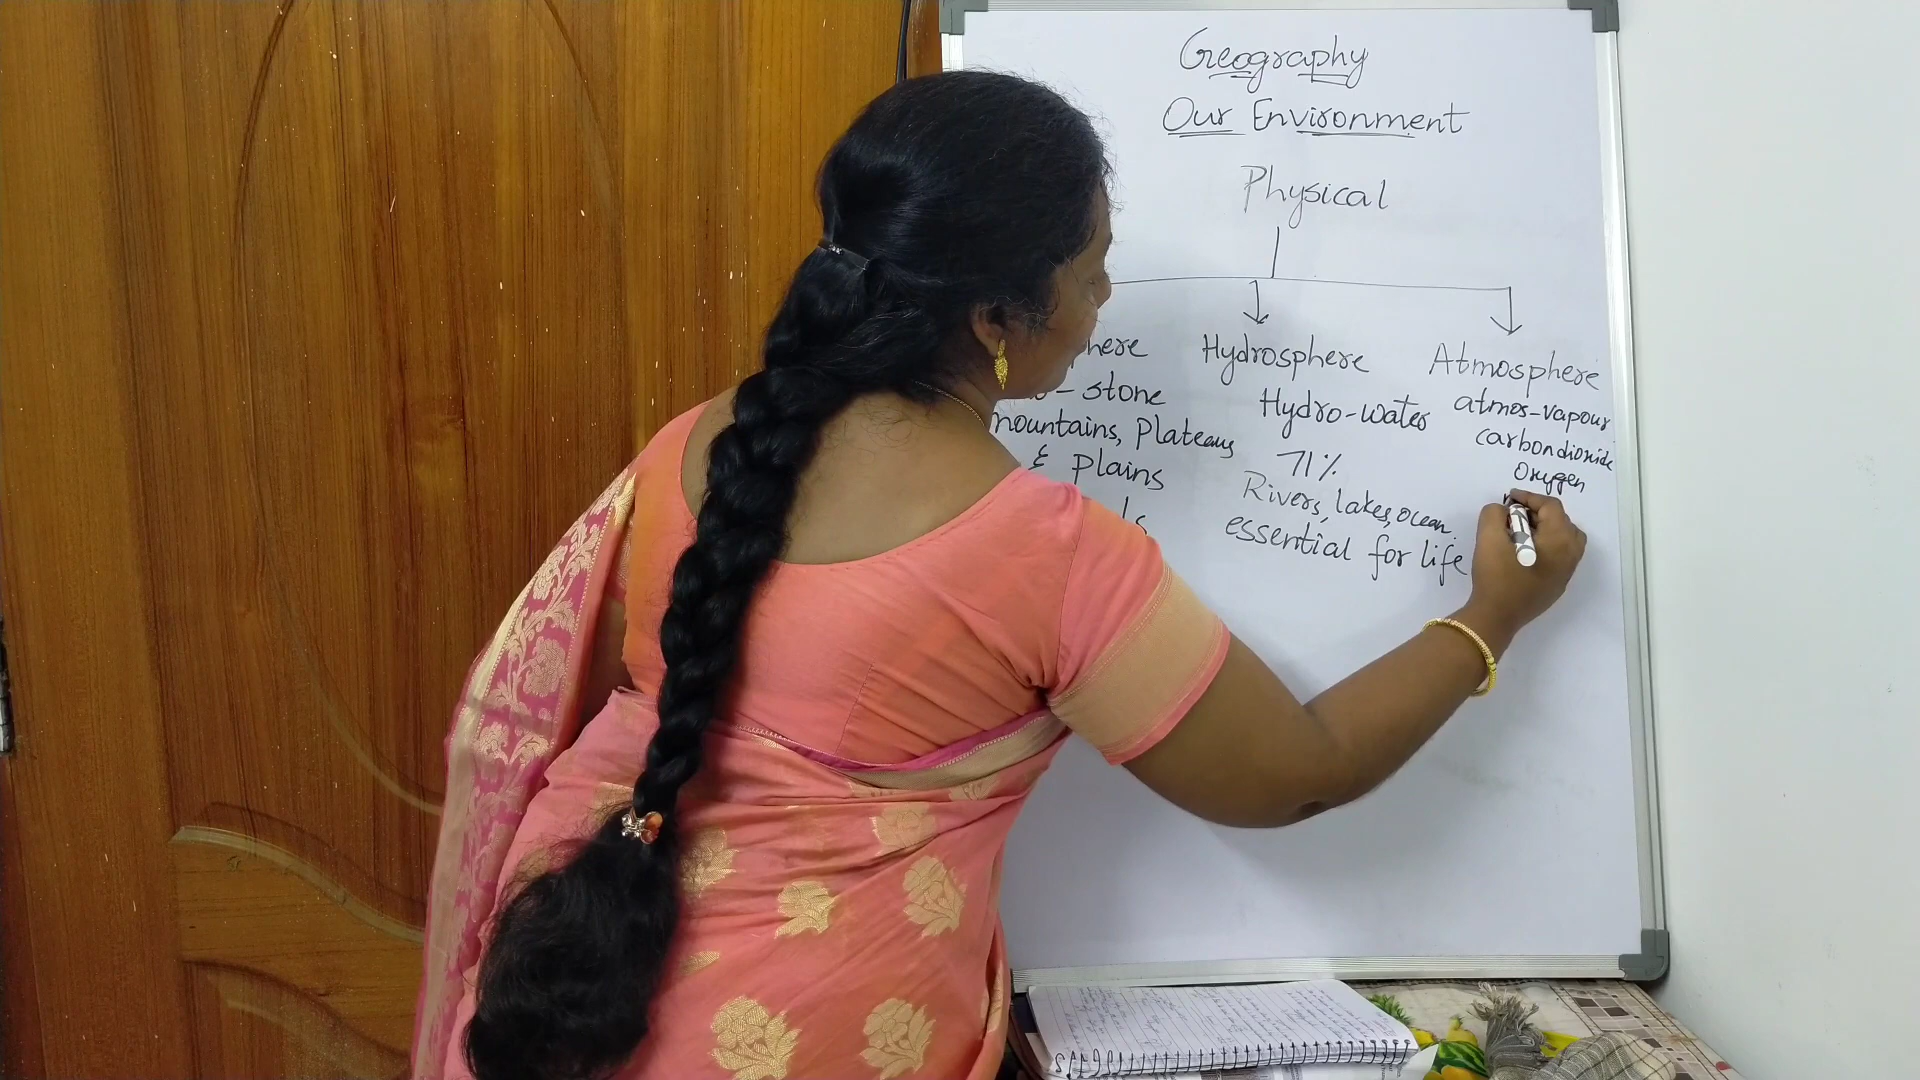 Geography
Our Environment
Physical
Hydrosphere
Atmosphere
stone
Hydro-water
atmos-vapour
mountains, Plateaus
carbondioxide
& Plains
71%
Oxygen
Rivers, lakes, ocean
essential for life